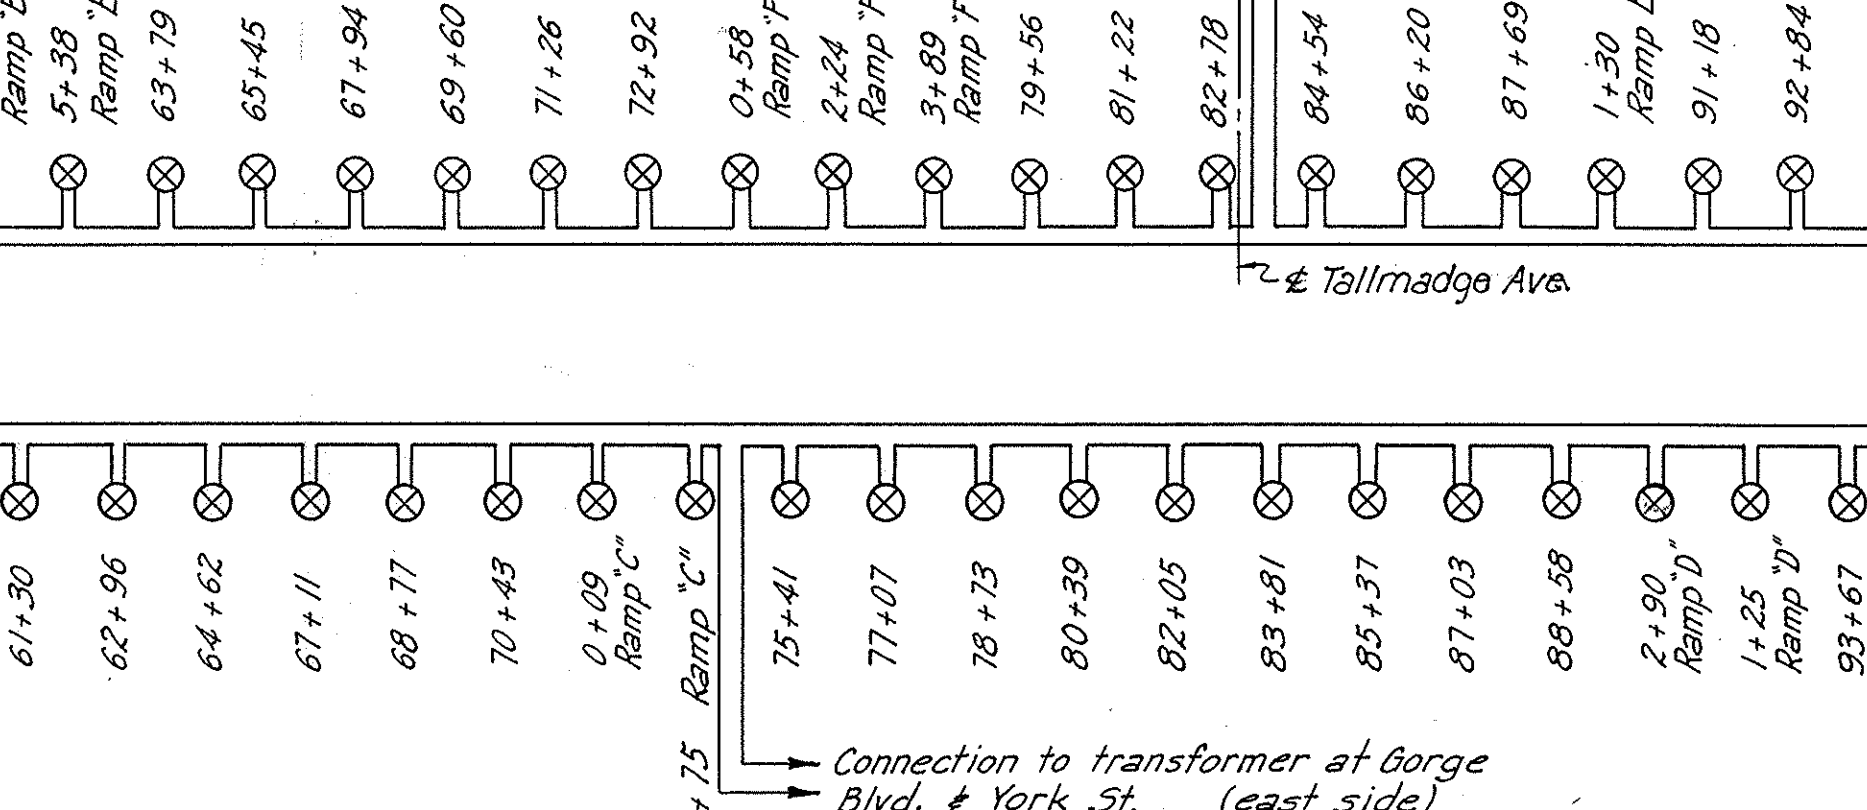 Ramp
5+38
Ramp
63+79
65+45
67+94
69+60
71+26
72+92
0+58
Ramp "F
2+24
Ramp "F
3+89
Ramp "F
79+56
81+22
82+78
84+54
86+20
87+69
1+30
Ramp
91+18
92+84
℄ Tallmadge Ave.
61+30
62+96
64+62
67+11
68+77
70+43
0+09
Ramp "C"
+75 Ramp "C"
75+41
77+07
78+73
80+39
82+05
83+81
85+37
87+03
88+58
2+90
Ramp "D"
1+25
Ramp "D"
93+67
Connection to transformer at Gorge
Blvd. & York St. (east side)